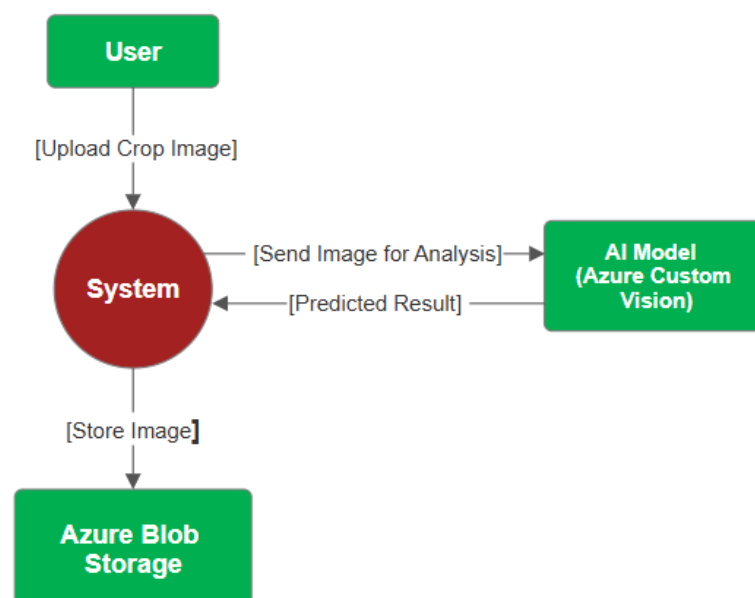 User
[Upload Crop Image]
System
[Send Image for Analysis]
[Predicted Result]
AI Model
(Azure Custom
Vision)
[Store Image]
Azure Blob
Storage